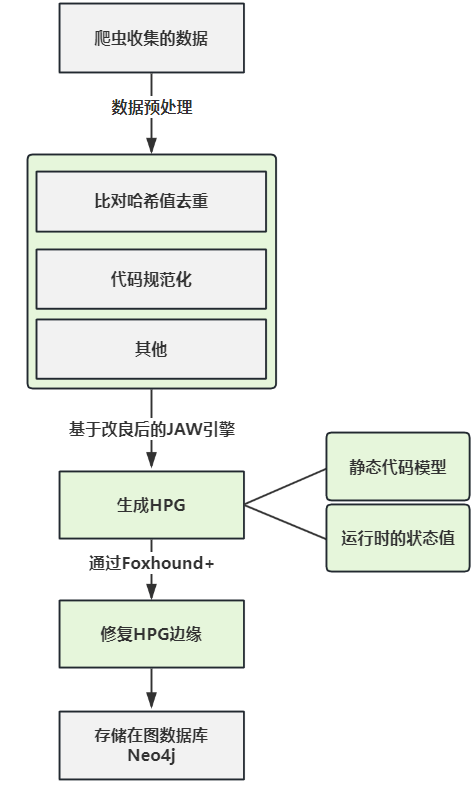 爬虫收集的数据
数据预处理
比对哈希值去重
代码规范化
其他
基于改良后的JAW引擎
生成HPG
静态代码模型
运行时的状态值
通过Foxhound+
修复HPG边缘
存储在图数据库
Neo4j